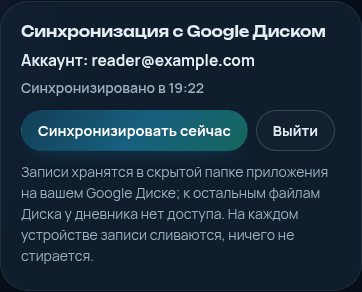 Синхронизация с Google Диском
Аккаунт: reader@example.com
Синхронизировано в 19:22
Синхронизировать сейчас
Выйти
Записи хранятся в скрытой папке приложения
на вашем Google Диске; к остальным файлам
Диска у дневника нет доступа. На каждом
устройстве записи сливаются, ничего не
стирается.